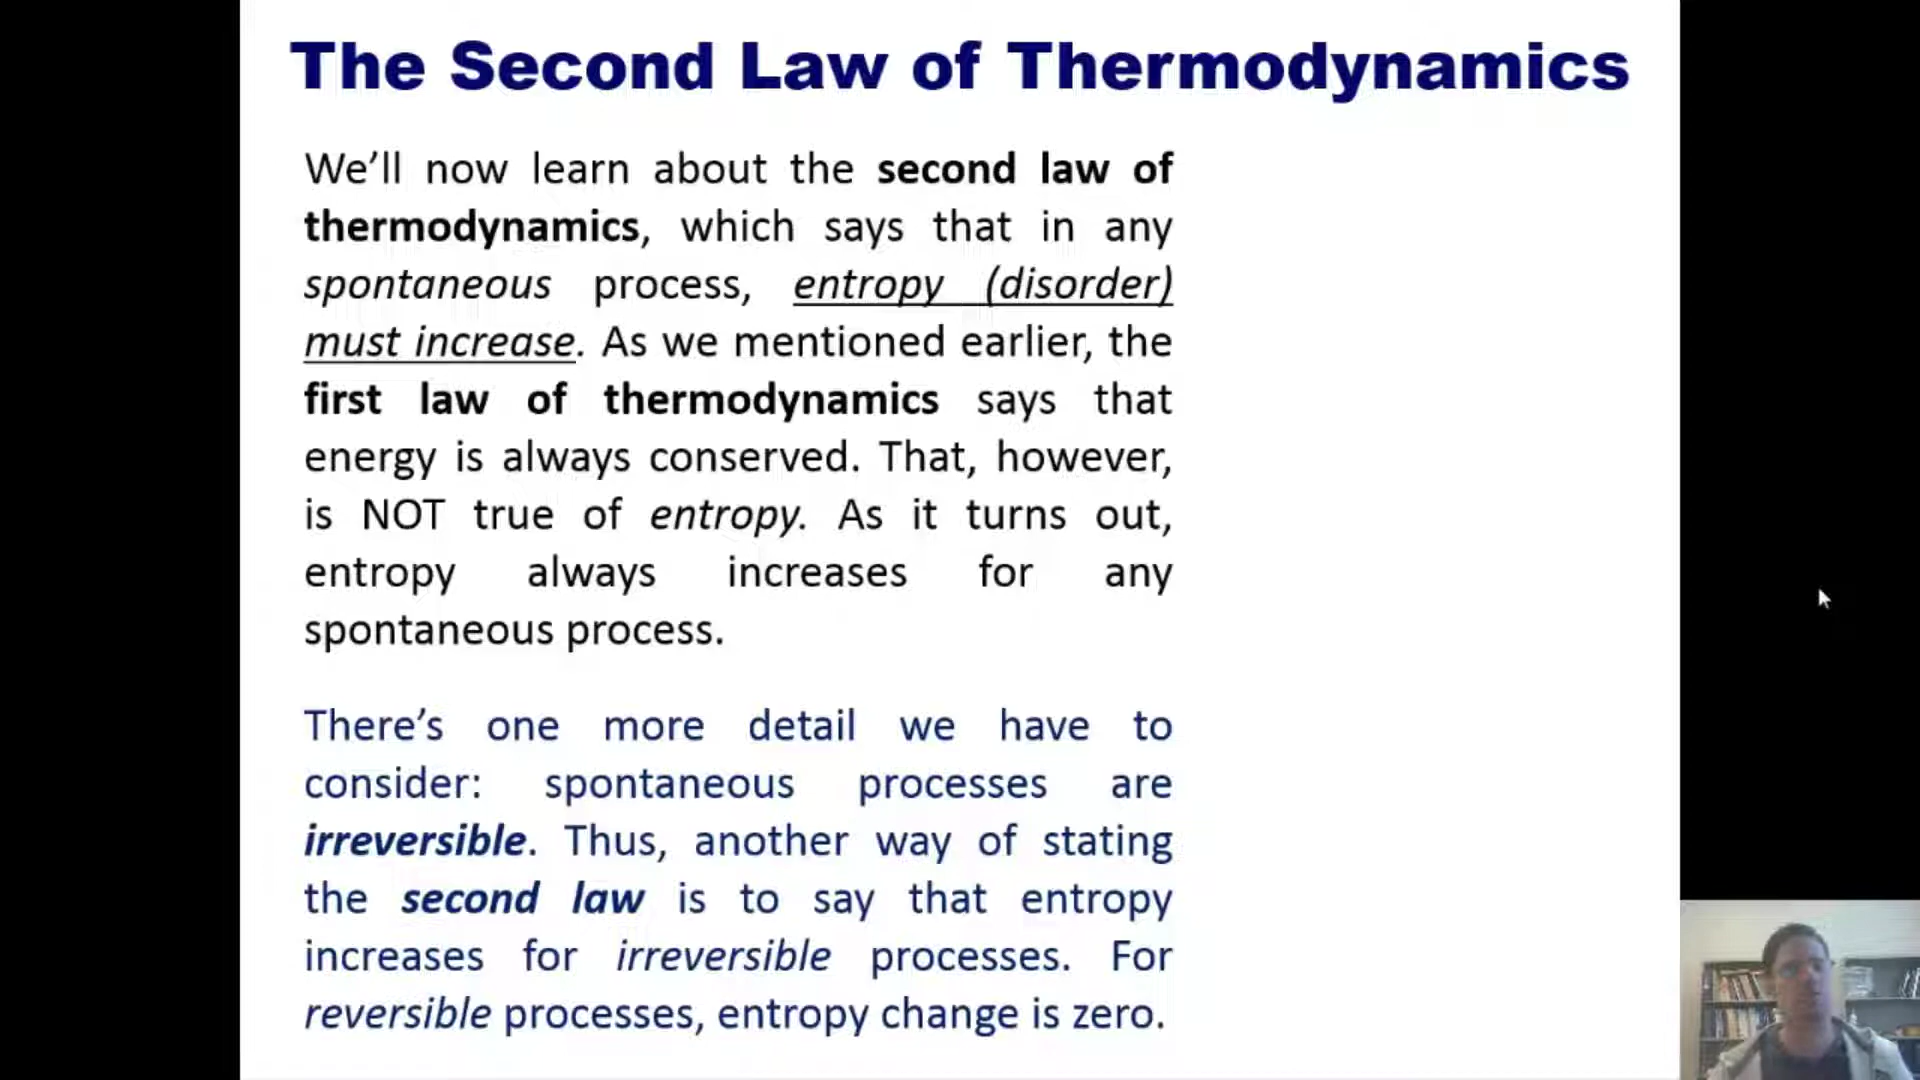 The Second Law of Thermodynamics
We’ll now learn about the second law of
thermodynamics, which says that in any
spontaneous process, entropy (disorder)
must increase. As we mentioned earlier, the
first law of thermodynamics says that
energy is always conserved. That, however,
is NOT true of entropy. As it turns out,
entropy always increases for any
spontaneous process.
There’s one more detail we have to
consider: spontaneous processes are
irreversible. Thus, another way of stating
the second law is to say that entropy
increases for irreversible processes. For
reversible processes, entropy change is zero.